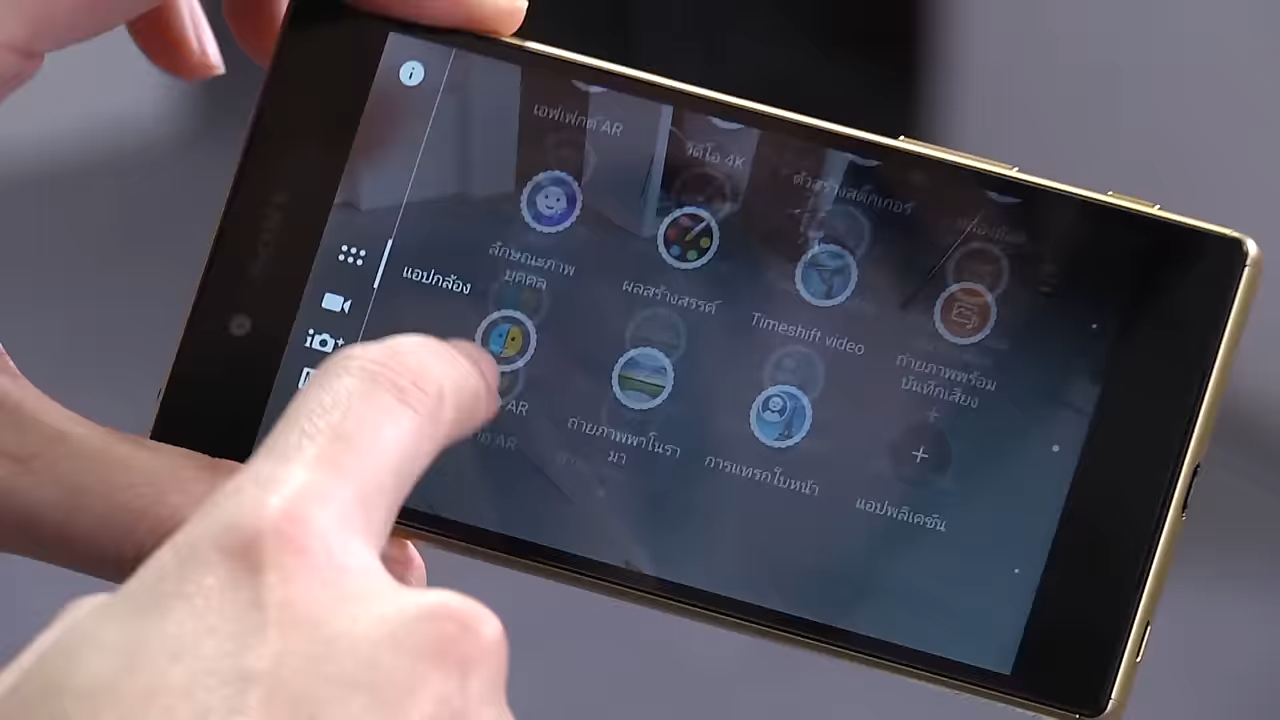 SONY
เอฟเฟกต์ AR
วิดีโอ 4K
ตัวสร้างสติ๊กเกอร์
แอปกล้อง
ลักษณะภาพ
บุคคล
ผลสร้างสรรค์
Timeshift video
ถ่ายภาพพร้อม
บันทึกเสียง
AR
AR
ถ่ายภาพพาโนรา
มา
การแทรกใบหน้า
แอปพลิเคชัน